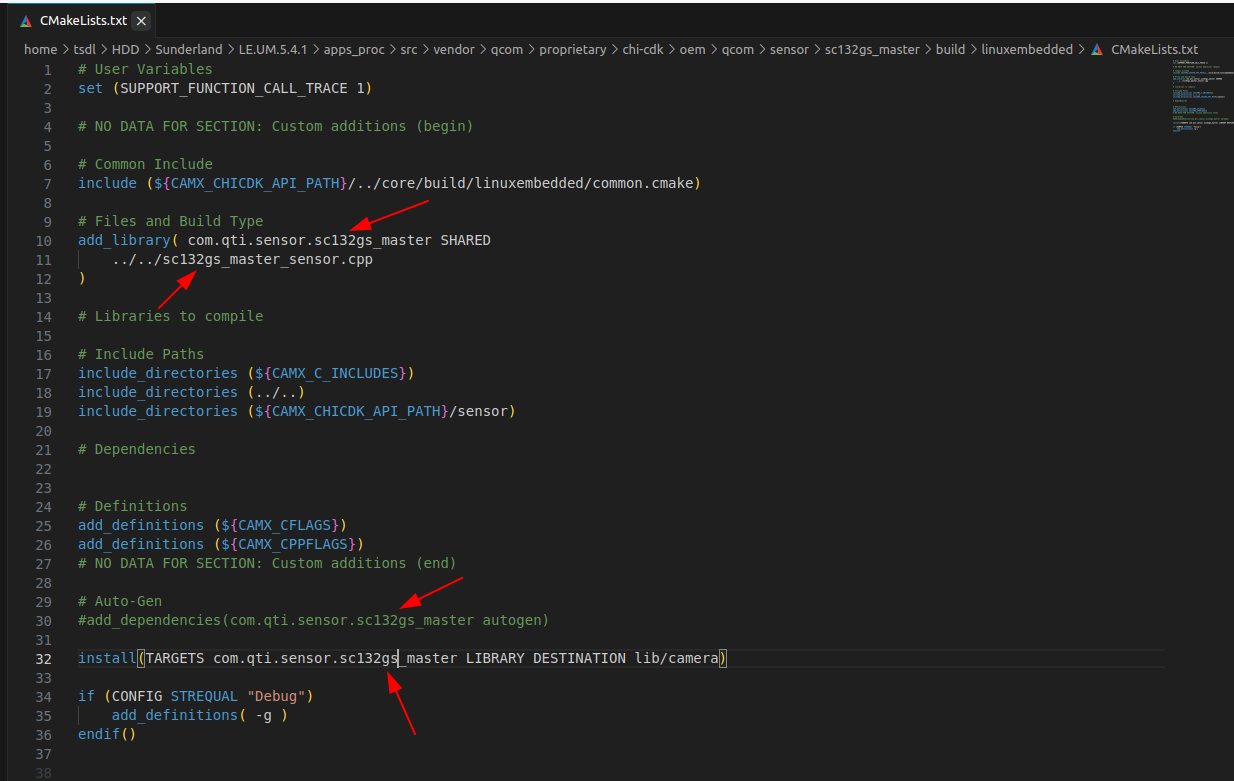 CMakeLists.txt
home > tsdl > HDD > Sunderland > LE.UM.5.4.1 > apps_proc > src > vendor > qcom > proprietary > chi-cdk > oem > qcom > sensor > sc132gs_master > build > linuxembedded > CMakeLists.txt
1 # User Variables
2 set (SUPPORT_FUNCTION_CALL_TRACE 1)
3
4 # NO DATA FOR SECTION: Custom additions (begin)
5
6 # Common Include
7 include (${CAMX_CHICDK_API_PATH}/../core/build/linuxembedded/common.cmake)
8
9 # Files and Build Type
10 add_library( com.qti.sensor.sc132gs_master SHARED
11 ../../sc132gs_master_sensor.cpp
12 )
13
14 # Libraries to compile
15
16 # Include Paths
17 include_directories (${CAMX_C_INCLUDES})
18 include_directories (../..)
19 include_directories (${CAMX_CHICDK_API_PATH}/sensor)
20
21 # Dependencies
22
23
24 # Definitions
25 add_definitions (${CAMX_CFLAGS})
26 add_definitions (${CAMX_CPPFLAGS})
27 # NO DATA FOR SECTION: Custom additions (end)
28
29 # Auto-Gen
30 #add_dependencies(com.qti.sensor.sc132gs_master autogen)
31
32 install(TARGETS com.qti.sensor.sc132gs_master LIBRARY DESTINATION lib/camera)
33
34 if (CONFIG STREQUAL "Debug")
35 add_definitions( -g )
36 endif()
37
38